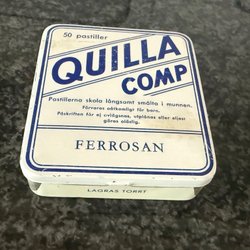 50 pastiller
QUILLA
COMP
Pastillerna skola långsamt smälta i munnen.
Förvaras oåtkomligt för barn.
Påskriften får ej avlägsnas, utplånas eller eljest
göras oläslig.
FERROSAN
LAGRAS TORRT